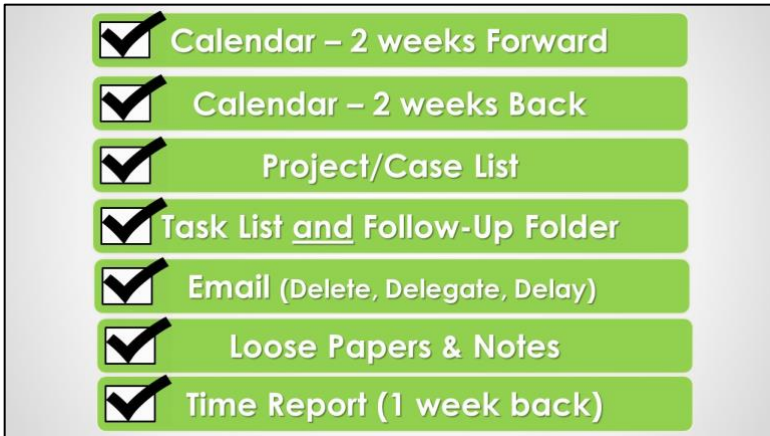 Calendar – 2 weeks Forward
Calendar – 2 weeks Back
Project/Case List
Task List and Follow-Up Folder
Email (Delete, Delegate, Delay)
Loose Papers & Notes
Time Report (1 week back)